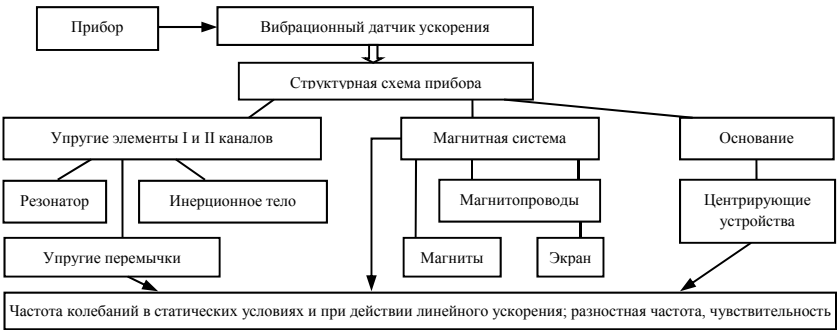 Прибор
Вибрационный датчик ускорения
Структурная схема прибора
Упругие элементы I и II каналов
Магнитная система
Основание
Резонатор
Инерционное тело
Магнитопроводы
Центрирующие
устройства
Упругие перемычки
Магниты
Экран
Частота колебаний в статических условиях и при действии линейного ускорения; разностная частота, чувствительность